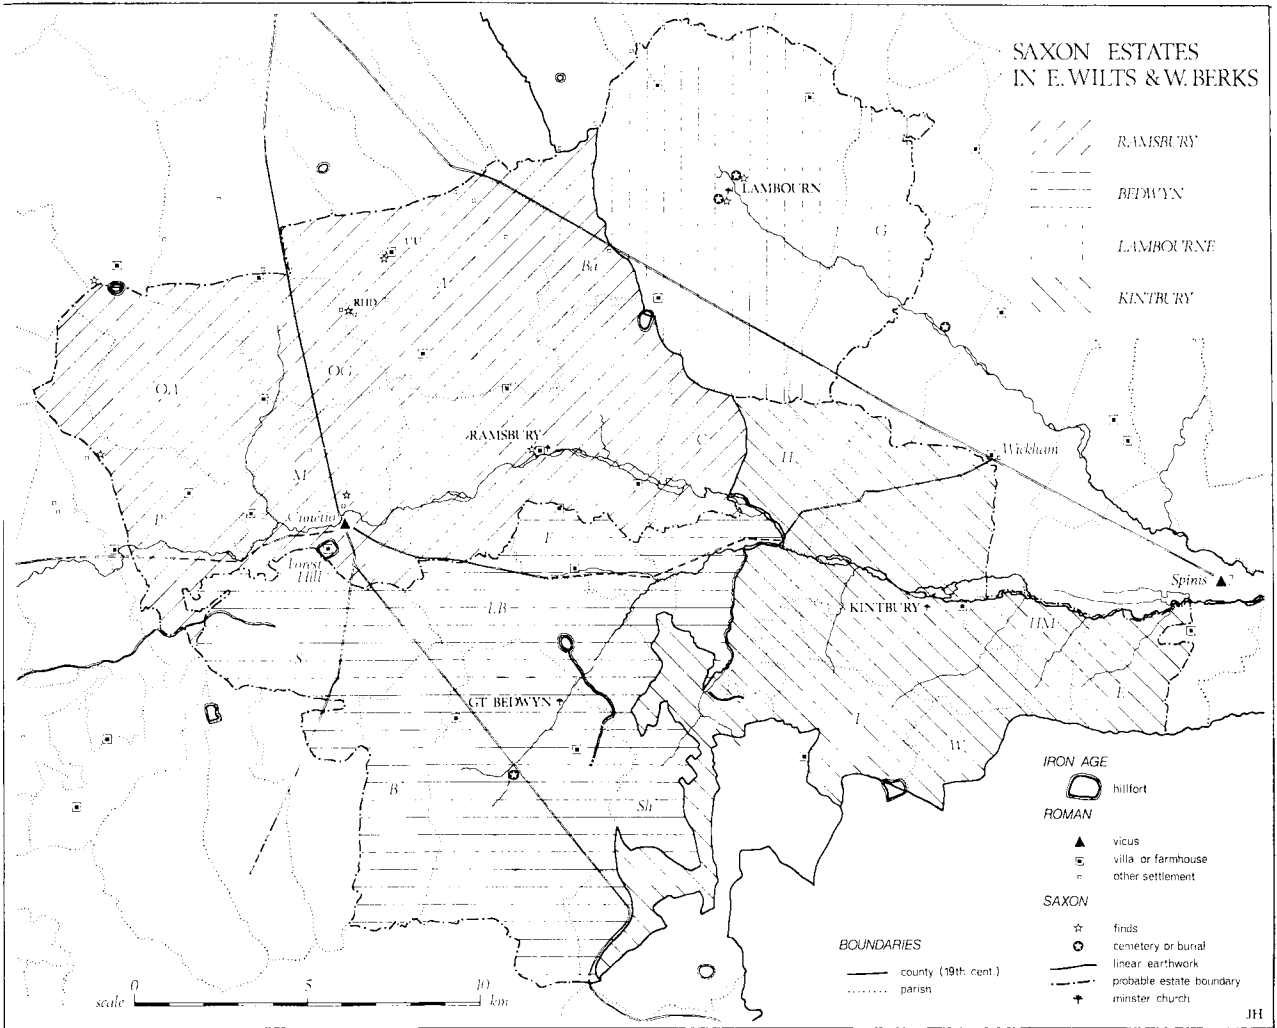 SAXON ESTATES
IN E. WILTS & W. BERKS
RAMSBURY
BEDWYN
LAMBOURNE
KINTBURY
LAMBOURN
G
UU
A
Ba
RHD
OA
OG
RAMSBURY
C
H
Wickham
M
P
Cunetio
F
Forest
Hill
Spinis ?
KINTBURY
HM
LB
S
GT BEDWYN
I
E
W
B
Sh
IRON AGE
hillfort
ROMAN
vicus
villa or farmhouse
other settlement
SAXON
finds
cemetery or burial
linear earthwork
probable estate boundary
minster church
BOUNDARIES
county (19th cent.)
parish
scale 0 5 10 km
JH